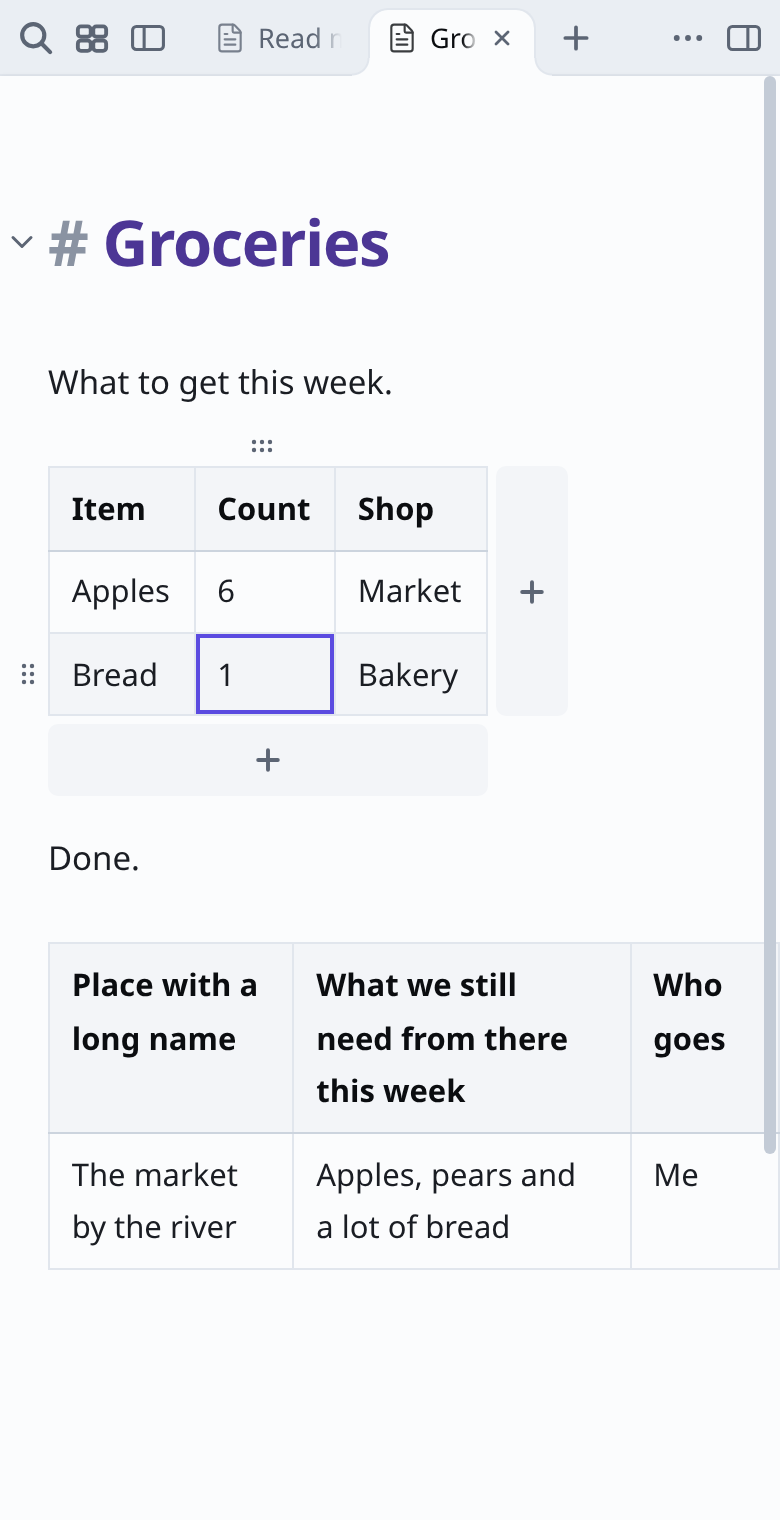 Read
Gro
# Groceries
What to get this week.
Item Count Shop
Apples 6 Market
Bread 1 Bakery
Done.
Place with a long name
What we still need from there this week
Who goes
The market by the river
Apples, pears and a lot of bread
Me